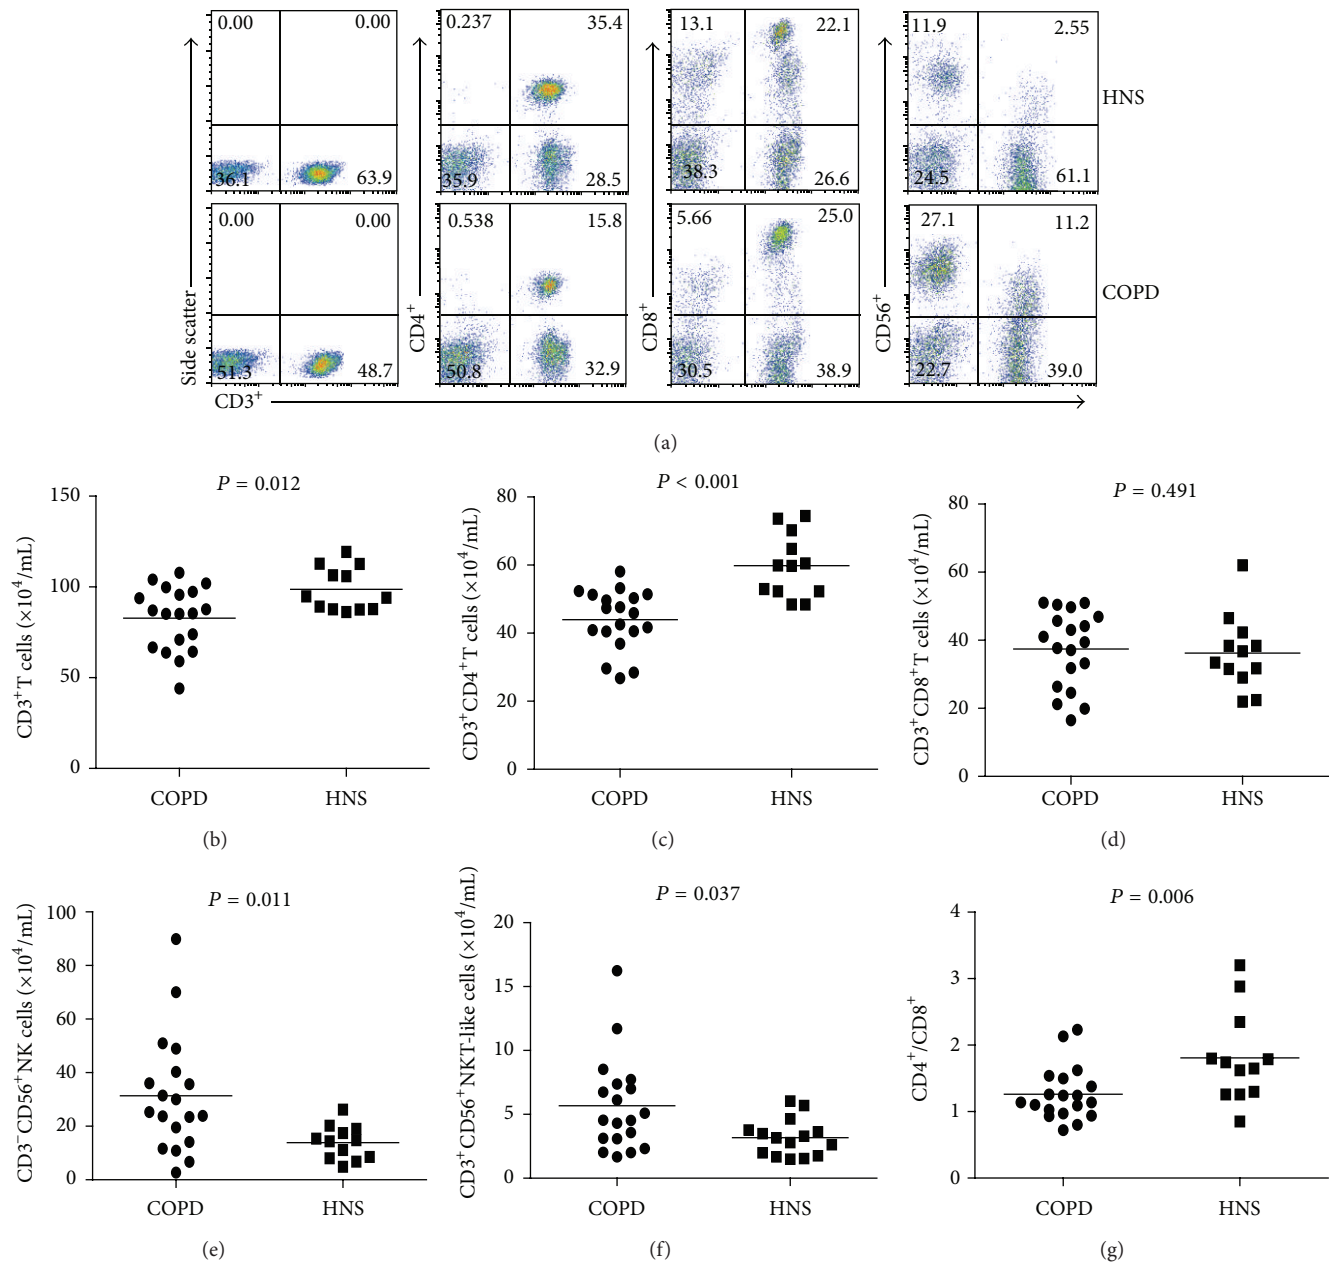 0.00 0.00 0.237 35.4 13.1 22.1 11.9 2.55
HNS
36.1 63.9 35.9 28.5 38.3 26.6 24.5 61.1
0.00 0.00 0.538 15.8 5.66 25.0 27.1 11.2
COPD
51.3 48.7 50.8 32.9 30.5 38.9 22.7 39.0
Side scatter
CD4+
CD8+
CD56+
CD3+
(a)
P = 0.012
CD3+T cells (×10^4/mL)
150
100
50
0
COPD HNS
(b)
P < 0.001
CD3+CD4+T cells (×10^4/mL)
80
60
40
20
0
COPD HNS
(c)
P = 0.491
CD3+CD8+T cells (×10^4/mL)
80
60
40
20
0
COPD HNS
(d)
P = 0.011
CD3−CD56+NK cells (×10^4/mL)
100
80
60
40
20
0
COPD HNS
(e)
P = 0.037
CD3+CD56+NKT-like cells (×10^4/mL)
20
15
10
5
0
COPD HNS
(f)
P = 0.006
CD4+/CD8+
4
3
2
1
0
COPD HNS
(g)